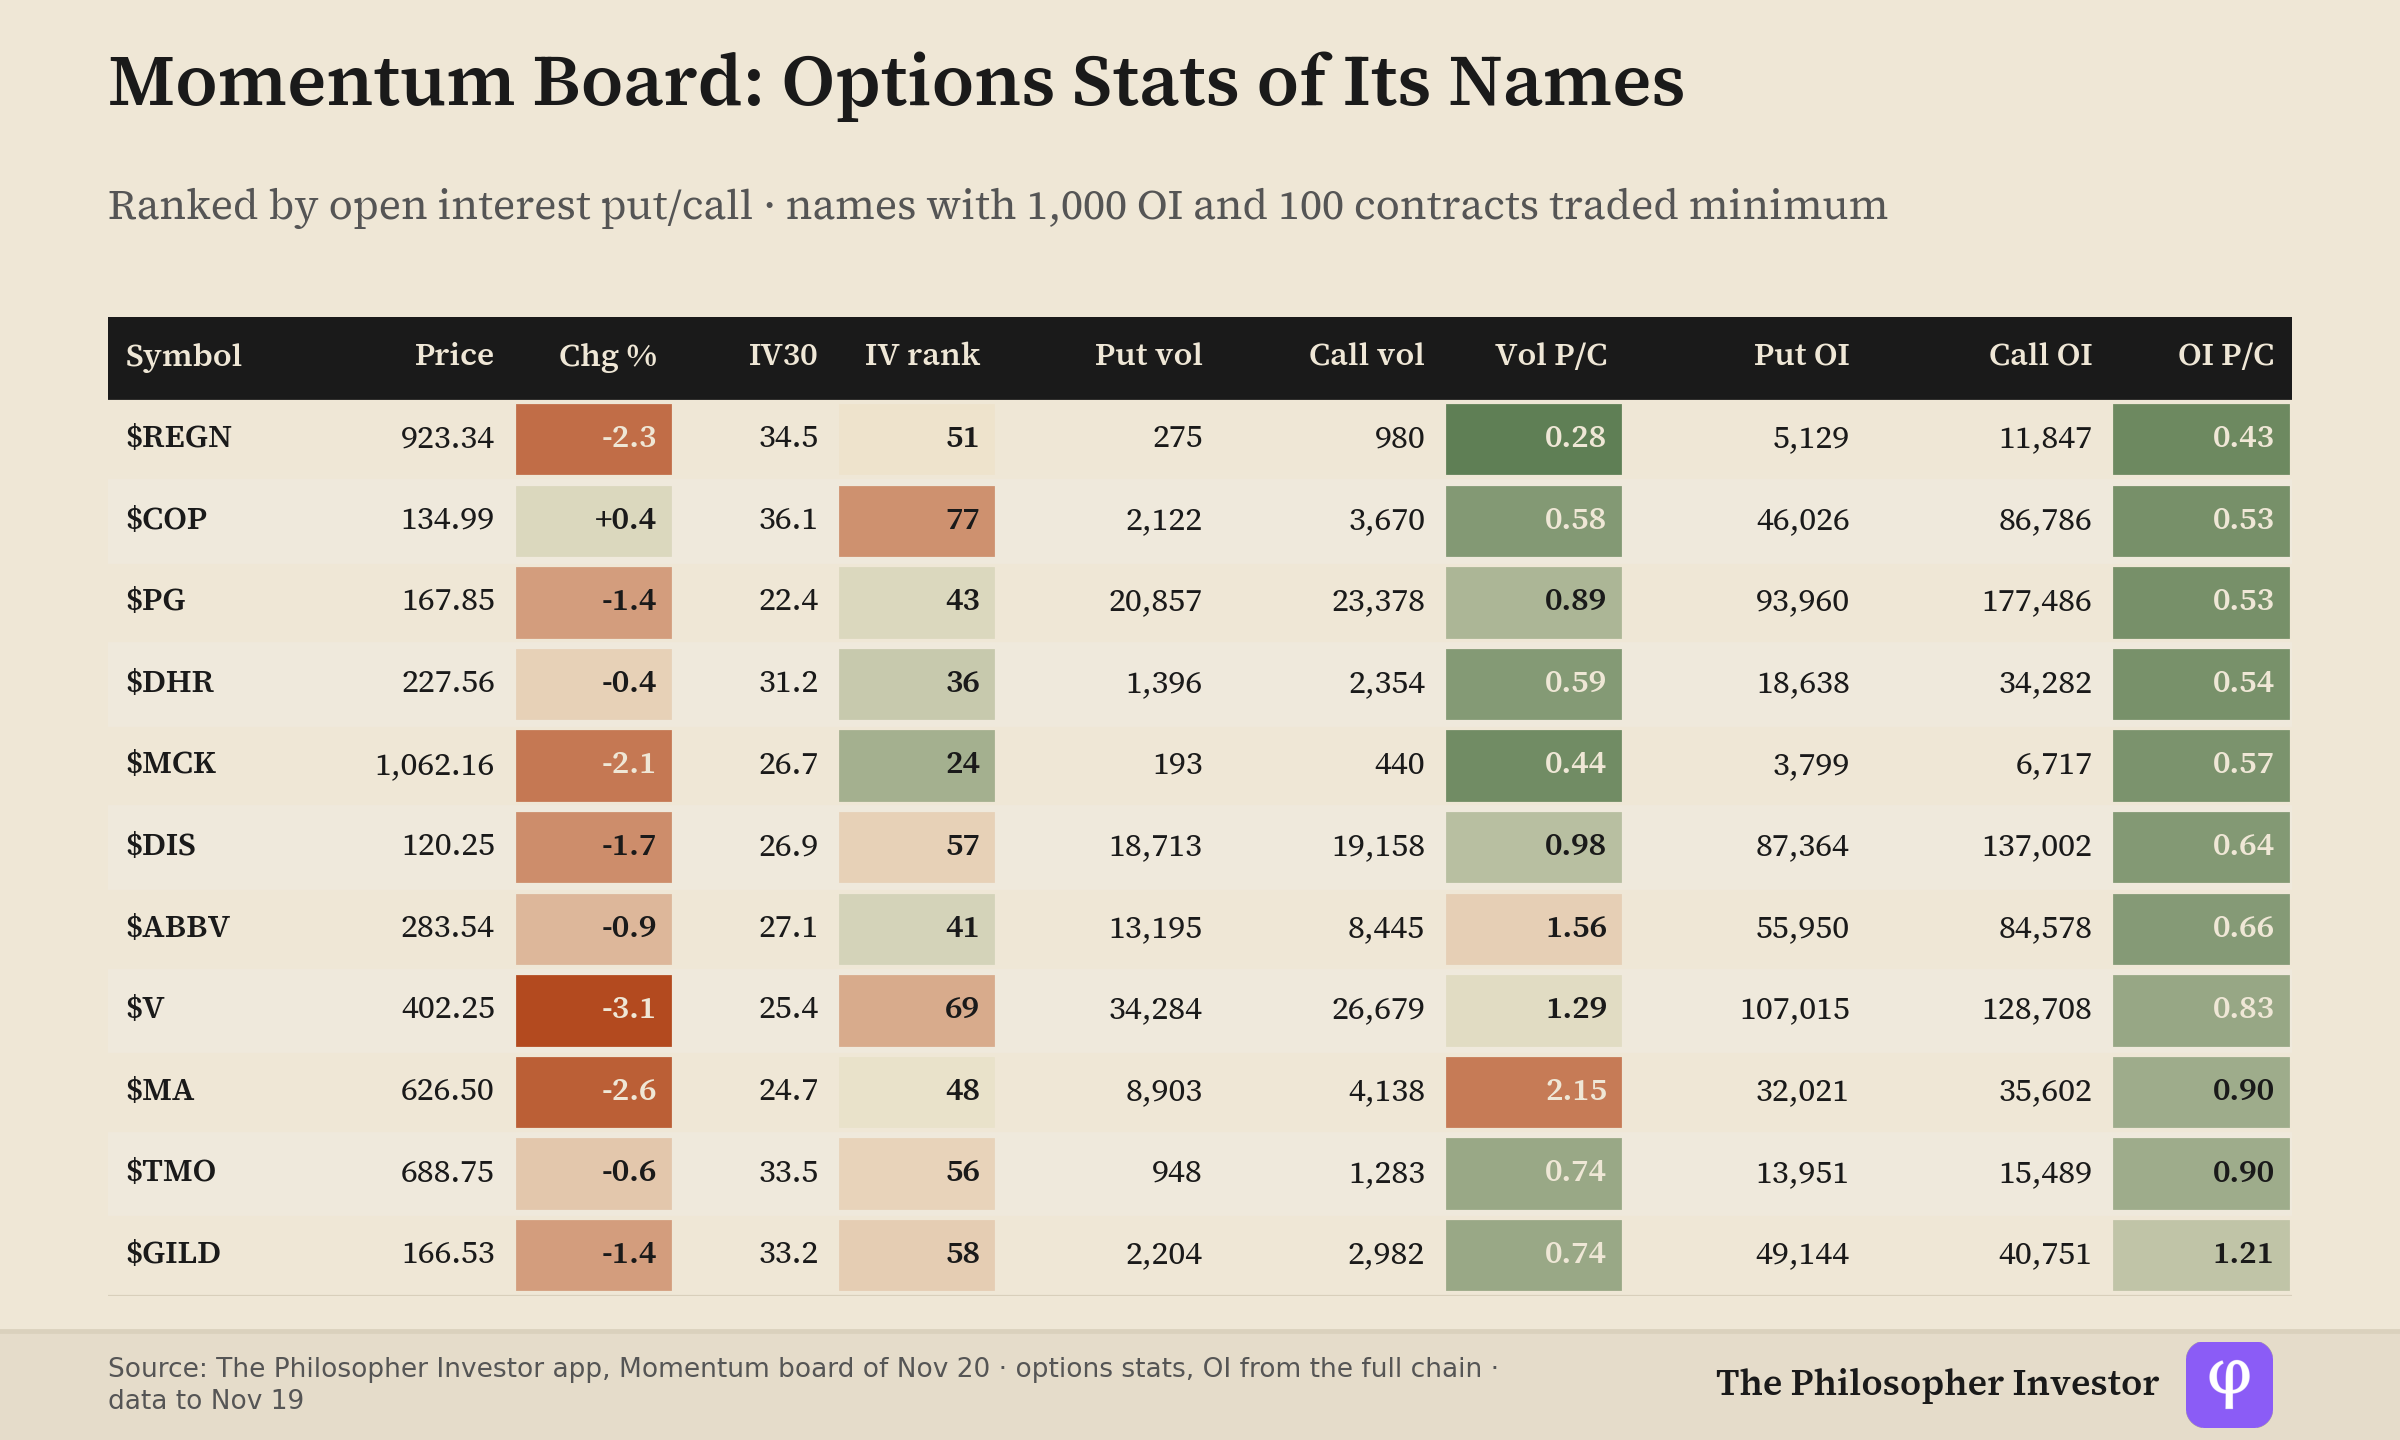 Momentum Board: Options Stats of Its Names
Ranked by open interest put/call · names with 1,000 OI and 100 contracts traded minimum
Symbol Price Chg % IV30 IV rank Put vol Call vol Vol P/C Put OI Call OI OI P/C
$REGN 923.34 -2.3 34.5 51 275 980 0.28 5,129 11,847 0.43
$COP 134.99 +0.4 36.1 77 2,122 3,670 0.58 46,026 86,786 0.53
$PG 167.85 -1.4 22.4 43 20,857 23,378 0.89 93,960 177,486 0.53
$DHR 227.56 -0.4 31.2 36 1,396 2,354 0.59 18,638 34,282 0.54
$MCK 1,062.16 -2.1 26.7 24 193 440 0.44 3,799 6,717 0.57
$DIS 120.25 -1.7 26.9 57 18,713 19,158 0.98 87,364 137,002 0.64
$ABBV 283.54 -0.9 27.1 41 13,195 8,445 1.56 55,950 84,578 0.66
$V 402.25 -3.1 25.4 69 34,284 26,679 1.29 107,015 128,708 0.83
$MA 626.50 -2.6 24.7 48 8,903 4,138 2.15 32,021 35,602 0.90
$TMO 688.75 -0.6 33.5 56 948 1,283 0.74 13,951 15,489 0.90
$GILD 166.53 -1.4 33.2 58 2,204 2,982 0.74 49,144 40,751 1.21
Source: The Philosopher Investor app, Momentum board of Nov 20 · options stats, OI from the full chain ·
data to Nov 19
The Philosopher Investor φ